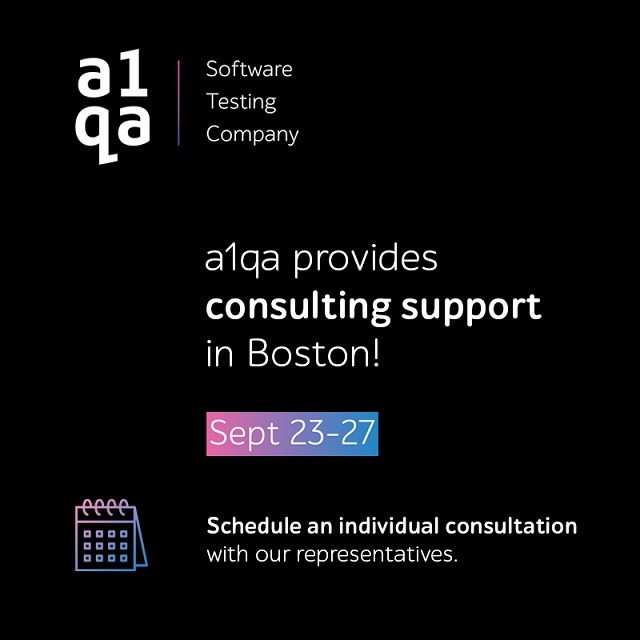 a1
qa
Software
Testing
Company
a1qa provides
consulting support
in Boston!
Sept 23-27
Schedule an individual consultation
with our representatives.